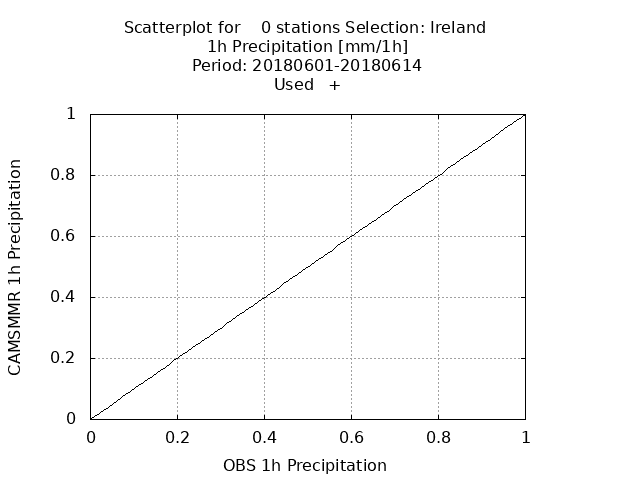 Scatterplot for    0 stations Selection: Ireland
1h Precipitation [mm/1h]
Period: 20180601-20180614
Used   +
1
0.8
0.6
0.4
0.2
0
0 0.2 0.4 0.6 0.8 1
CAMSMMR 1h Precipitation
OBS 1h Precipitation